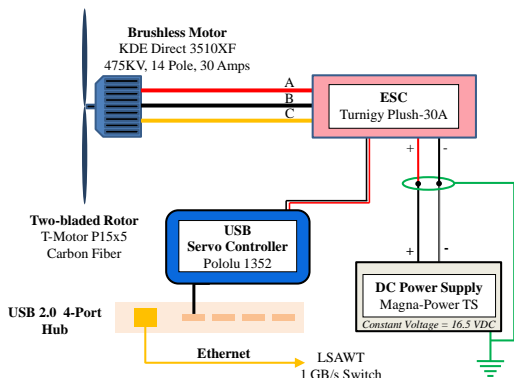 Brushless Motor
KDE Direct 3510XF
475KV, 14 Pole, 30 Amps
A
B
C
ESC
Turnigy Plush-30A
+
-
Two-bladed Rotor
T-Motor P15x5
Carbon Fiber
USB
Servo Controller
Pololu 1352
+
-
DC Power Supply
Magna-Power TS
Constant Voltage = 16.5 VDC
USB 2.0 4-Port
Hub
Ethernet
LSAWT
1 GB/s Switch